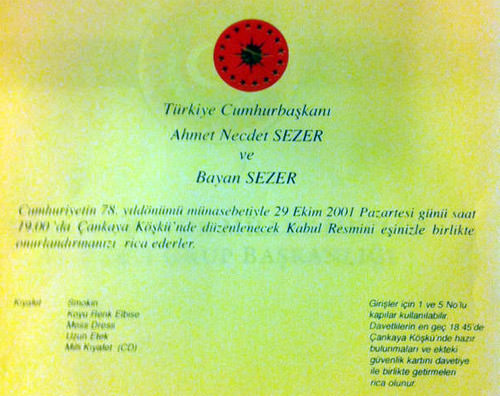 Türkiye Cumhurbaşkanı
Ahmet Necdet SEZER
ve
Bayan SEZER
Cumhuriyetin 78. yıldönümü münasebetiyle 29 Ekim 2001 Pazartesi günü saat
19.00 'da Çankaya Köşkü'nde düzenlenecek Kabul Resmini eşinizle birlikte
onurlandırmanızı rica ederler.
BAŞKANLIĞI
Kıyafet Smokin
Koyu Renk Elbise
Mess Dress
Uzun Etek
Milli Kıyafet (CD)
Girişler için 1 ve 5 No'lu
kapılar kullanılabilir.
Davetlilerin en geç 18.45'de
Çankaya Köşkü'nde hazır
bulunmaları ve ekteki
güvenlik kartını davetiye
ile birlikte getirmeleri
rica olunur.